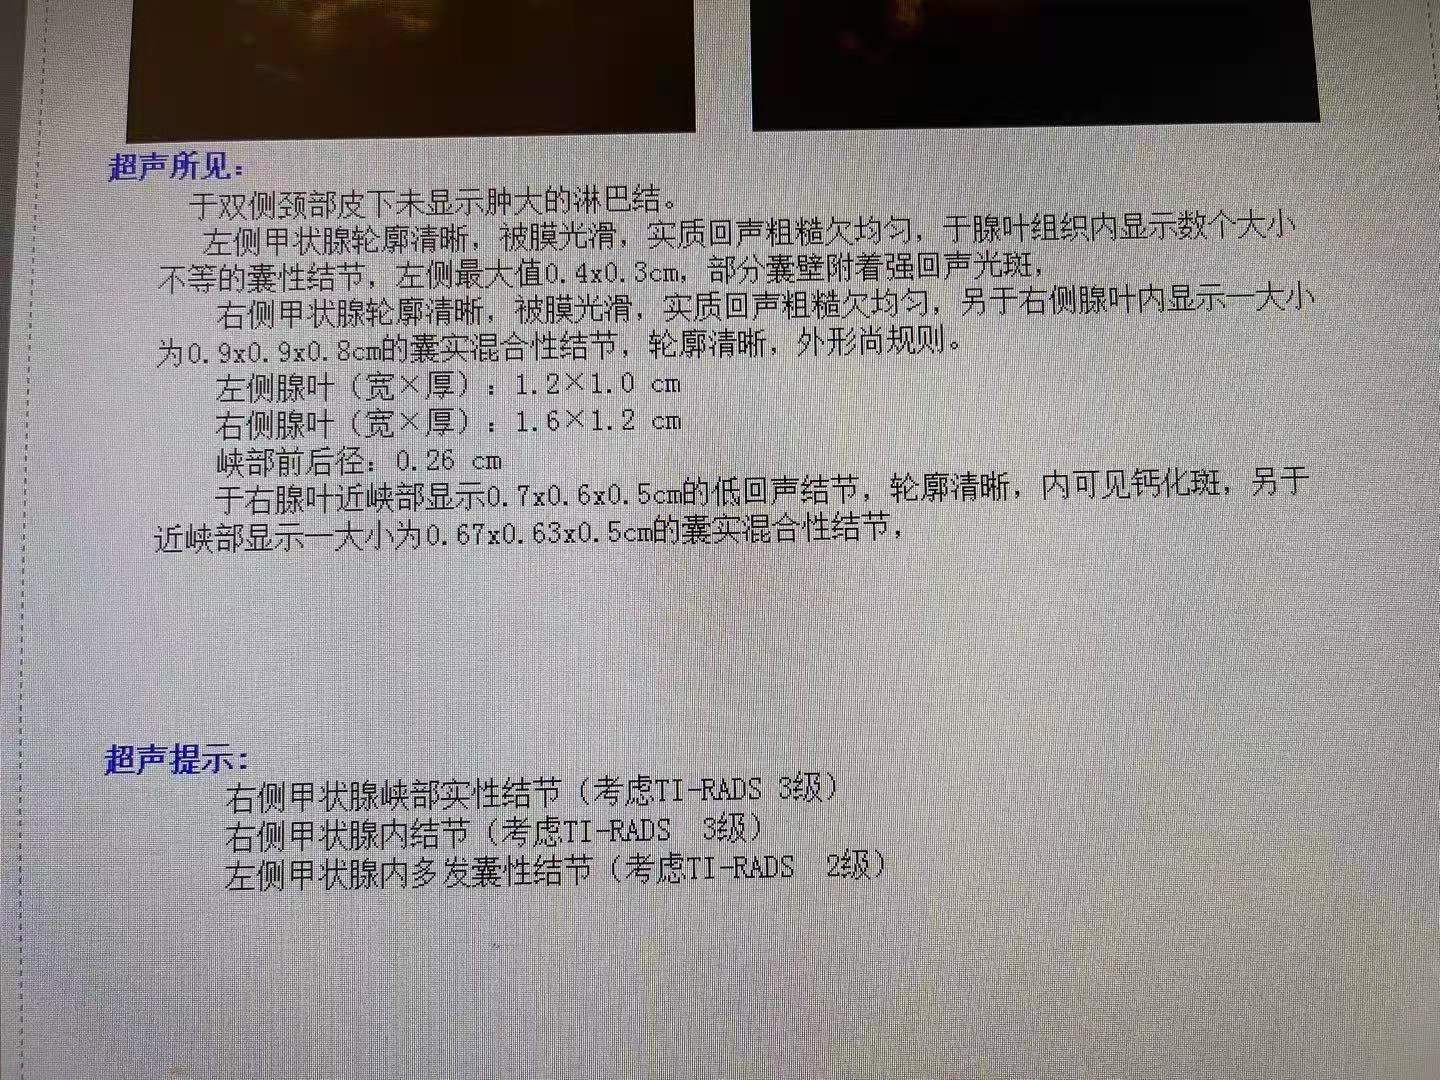 超声所见：
于双侧颈部皮下未显示肿大的淋巴结。
左侧甲状腺轮廓清晰，被膜光滑，实质回声粗糙欠均匀，于腺叶组织内显示数个大小
不等的囊性结节，左侧最大值0.4x0.3cm，部分囊壁附着强回声光斑，
右侧甲状腺轮廓清晰，被膜光滑，实质回声粗糙欠均匀，另于右侧腺叶内显示一大小
为0.9x0.9x0.8cm的囊实混合性结节，轮廓清晰，外形尚规则。
左侧腺叶（宽×厚）：1.2×1.0 cm
右侧腺叶（宽×厚）：1.6×1.2 cm
峡部前后径：0.26 cm
于右腺叶近峡部显示0.7x0.6x0.5cm的低回声结节，轮廓清晰，内可见钙化斑，另于
近峡部显示一大小为0.67x0.63x0.5cm的囊实混合性结节，
超声提示：
右侧甲状腺峡部实性结节（考虑TI-RADS 3级）
右侧甲状腺内结节（考虑TI-RADS  3级）
左侧甲状腺内多发囊性结节（考虑TI-RADS  2级）